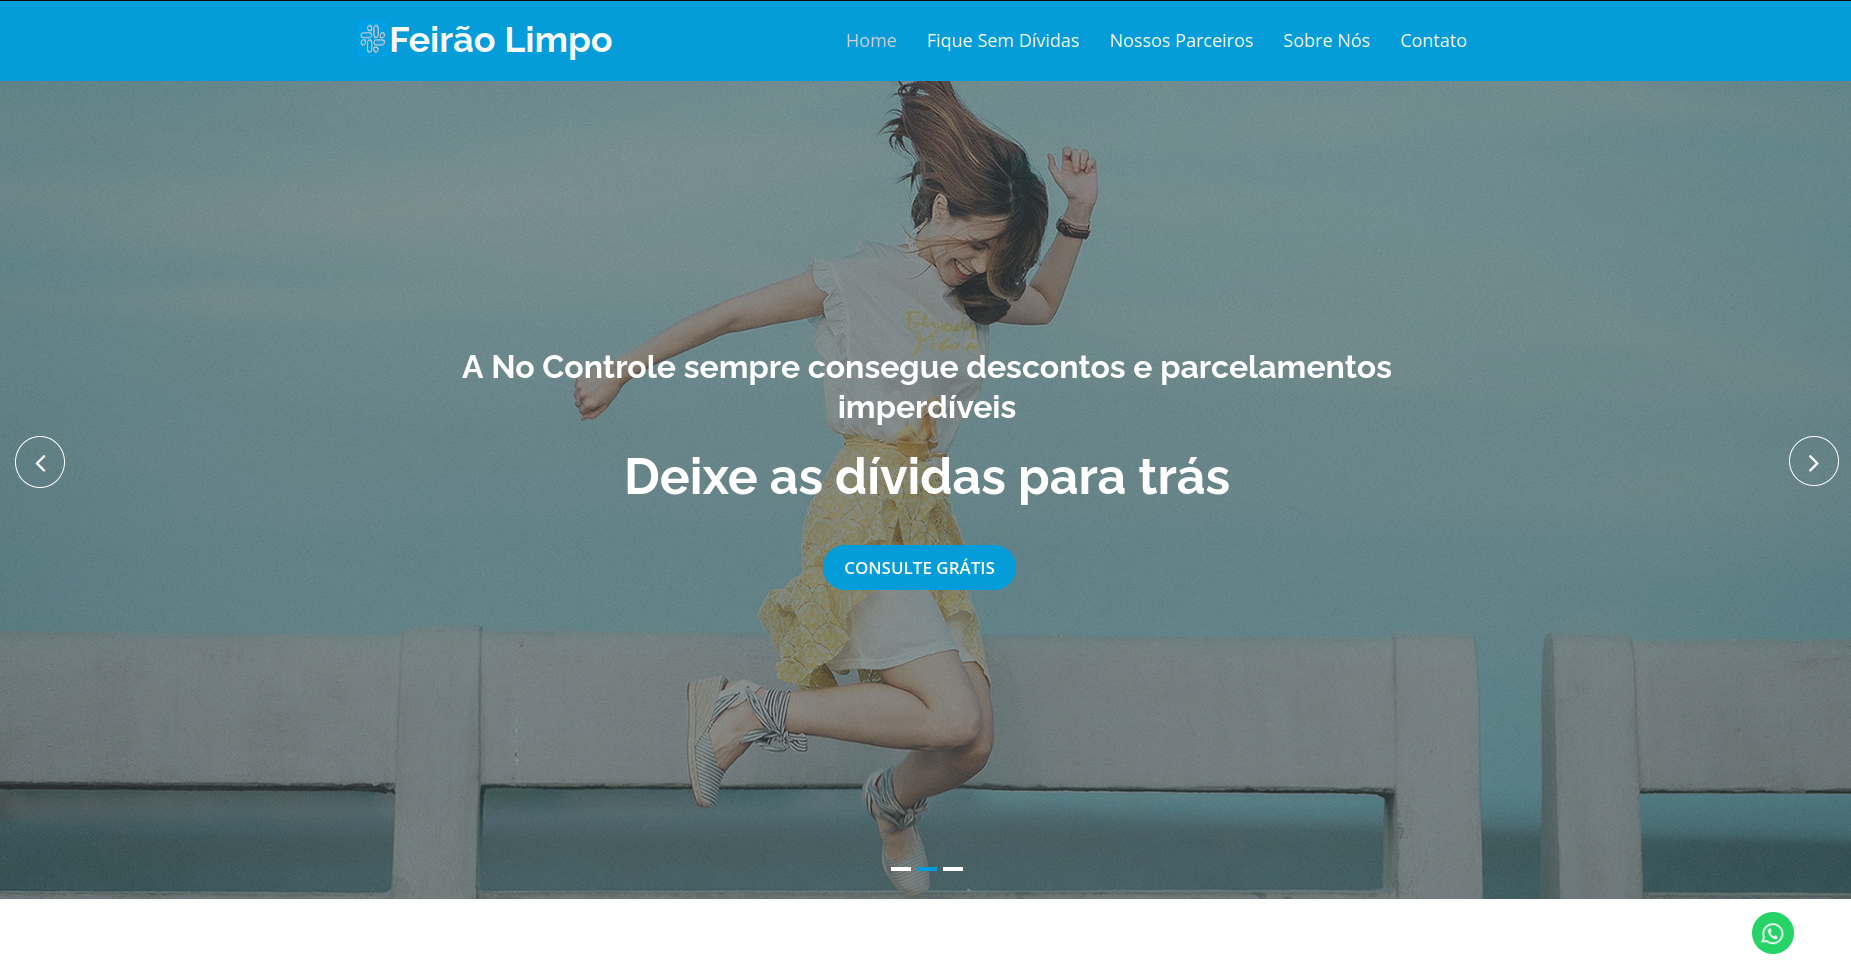 Feirão Limpo
Home Fique Sem Dívidas Nossos Parceiros Sobre Nós Contato
A No Controle sempre consegue descontos e parcelamentos
imperdíveis
Deixe as dívidas para trás
CONSULTE GRÁTIS